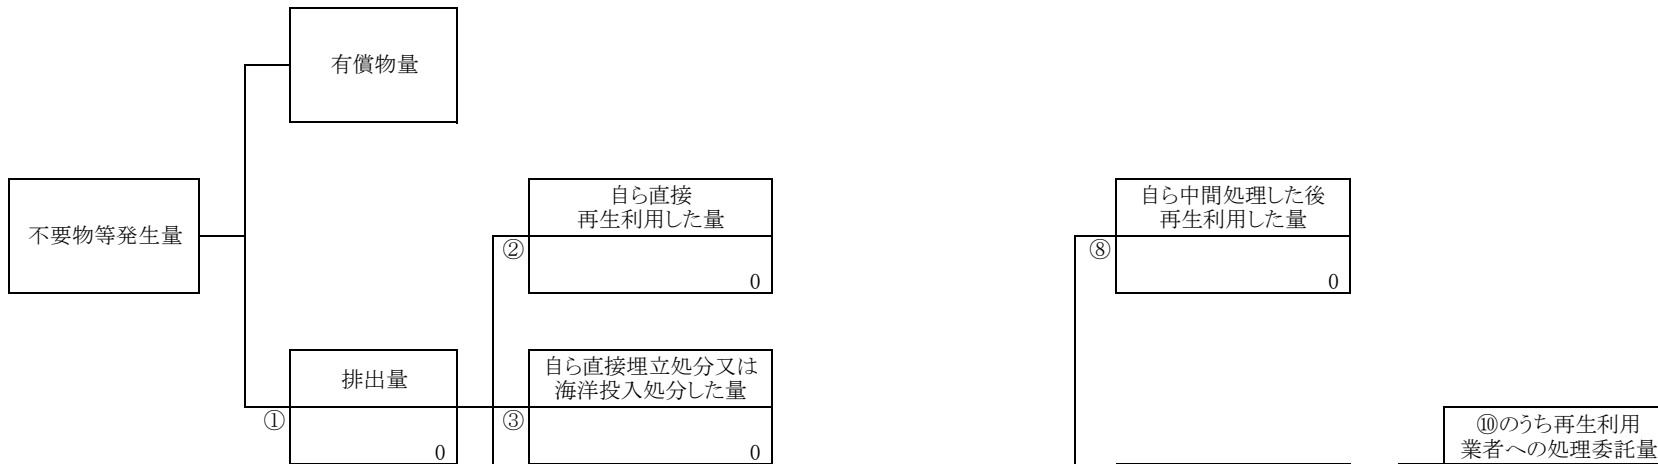 有償物量
不要物等発生量
自ら直接
再生利用した量
②
0
自ら中間処理した後
再生利用した量
⑧
0
排出量
①
0
自ら直接埋立処分又は
海洋投入処分した量
③
0
⑩のうち再生利用
業者への処理委託量